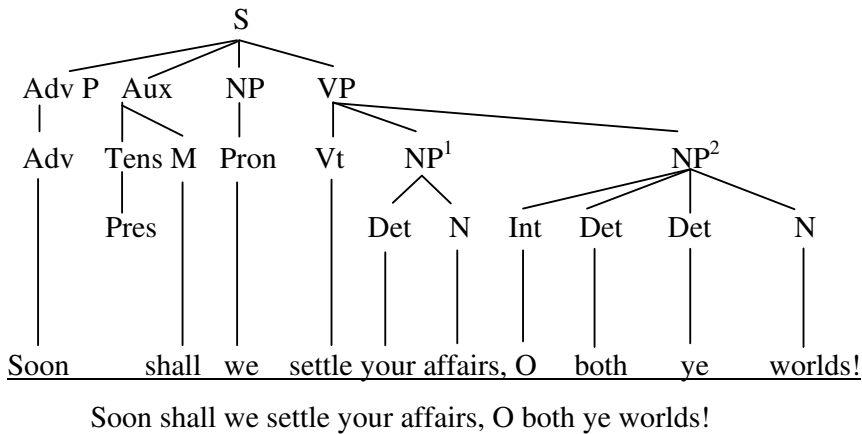 S
Adv P Aux NP VP
Adv Tens M Pron Vt NP¹ NP²
Pres Det N Int Det Det N
Soon shall we settle your affairs, O both ye worlds!
Soon shall we settle your affairs, O both ye worlds!